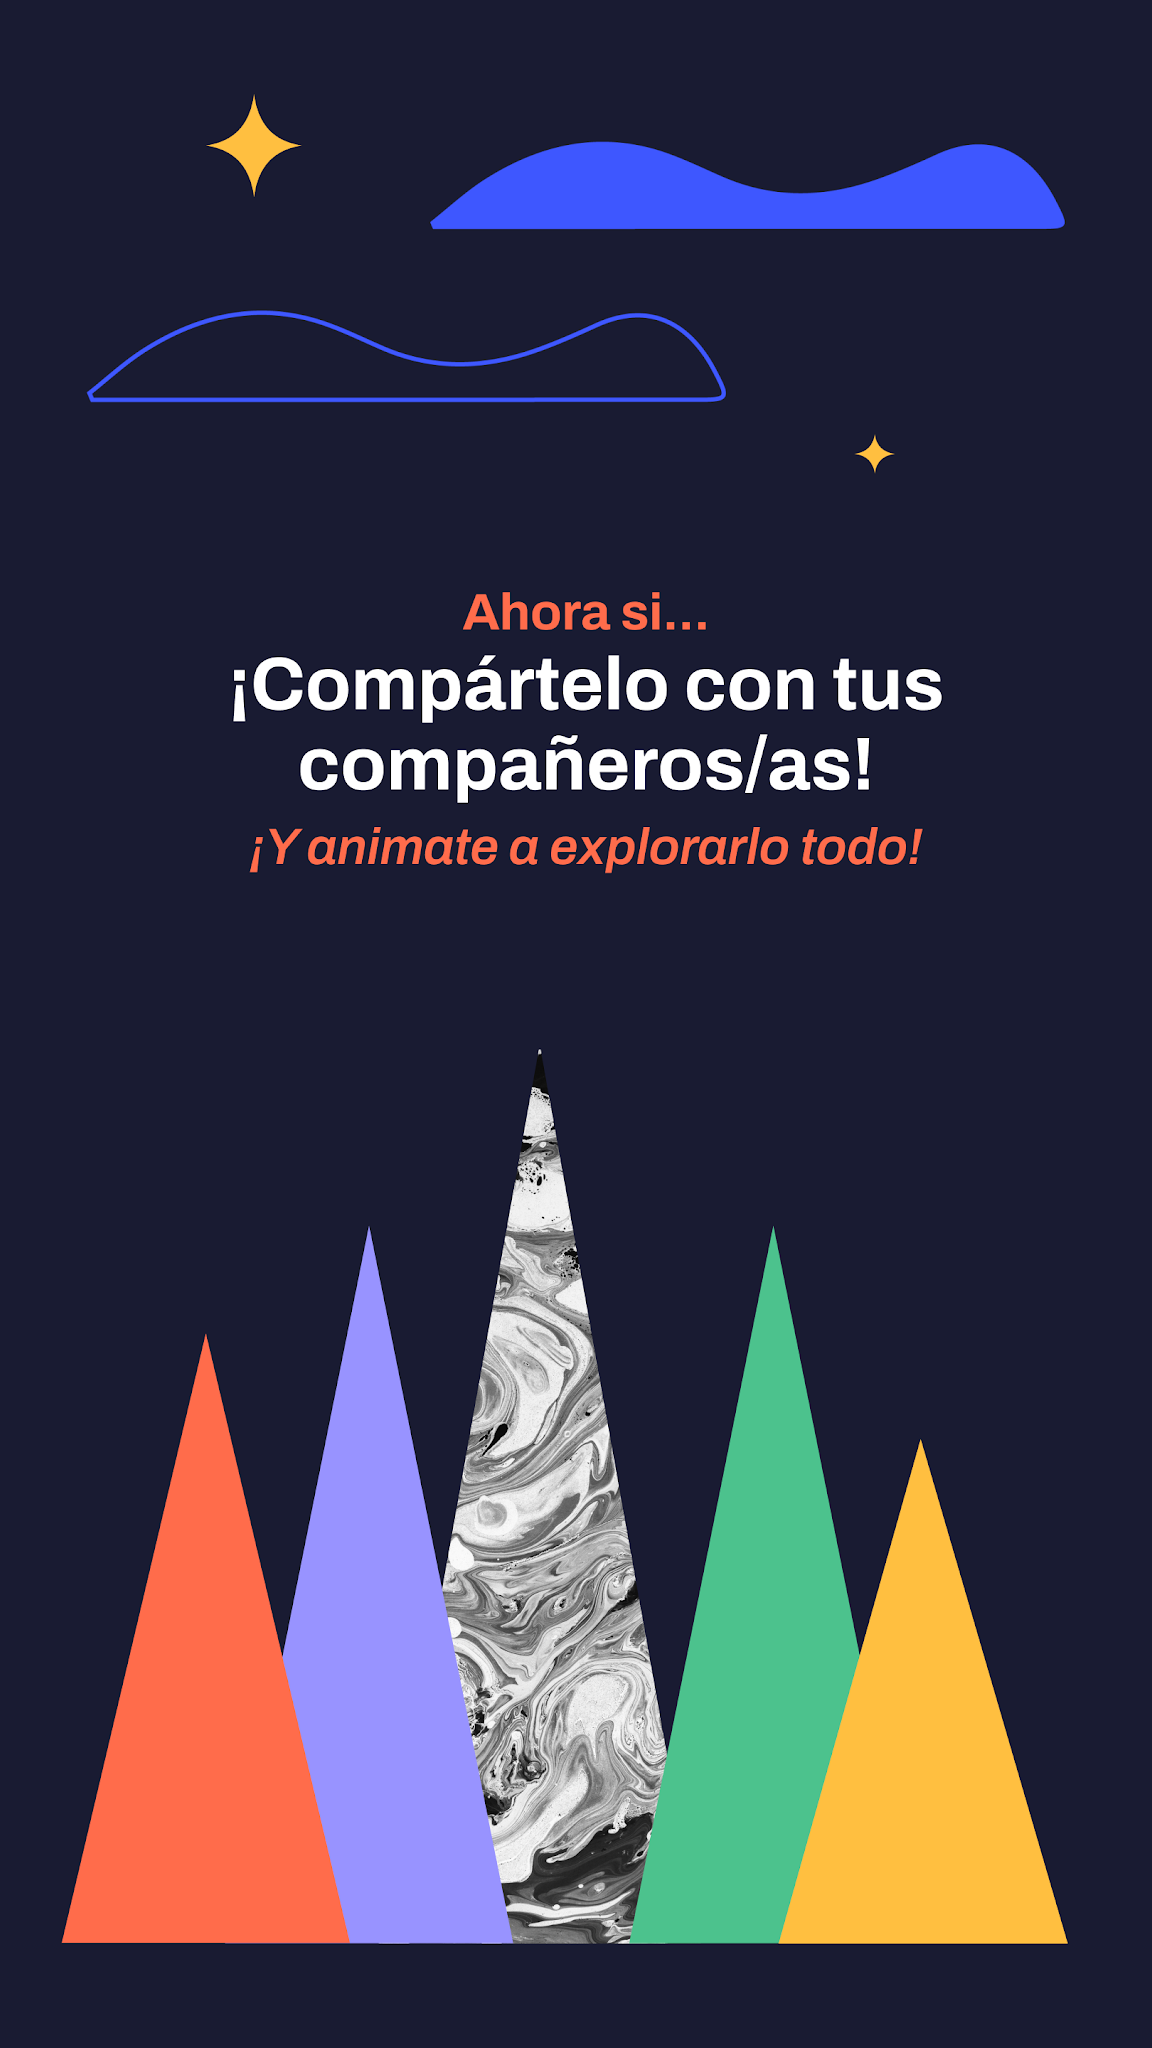 Ahora si...
¡Compártelo con tus
compañeros/as!
¡Y animate a explorarlo todo!